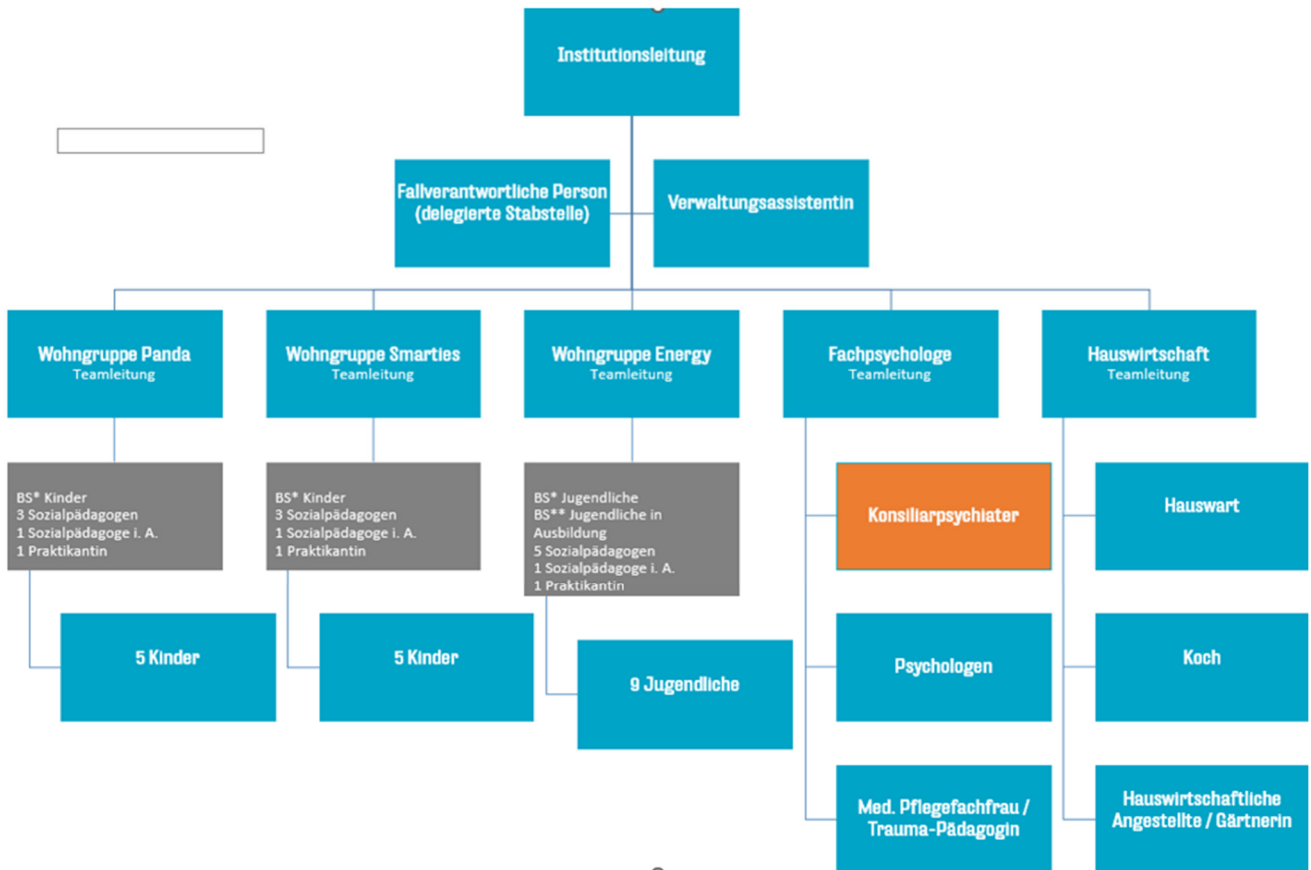 Institutionsleitung
Fallverantwortliche Person
(delegierte Stabstelle)
Verwaltungsassistentin
Wohngruppe Panda
Teamleitung
Wohngruppe Smarties
Teamleitung
Wohngruppe Energy
Teamleitung
Fachpsychologe
Teamleitung
Hauswirtschaft
Teamleitung
BS* Kinder
3 Sozialpädagogen
1 Sozialpädagoge i. A.
1 Praktikantin
BS* Kinder
3 Sozialpädagogen
1 Sozialpädagoge i. A.
1 Praktikantin
BS* Jugendliche
BS** Jugendliche in
Ausbildung
5 Sozialpädagogen
1 Sozialpädagoge i. A.
1 Praktikantin
Konsiliarpsychiater
Hauswart
5 Kinder
5 Kinder
9 Jugendliche
Psychologen
Koch
Med. Pflegefachfrau /
Trauma-Pädagogin
Hauswirtschaftliche
Angestellte / Gärtnerin